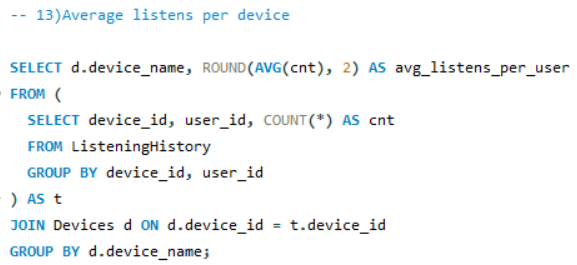 -- 13)Average listens per device
SELECT d.device_name, ROUND(AVG(cnt), 2) AS avg_listens_per_user
FROM (
SELECT device_id, user_id, COUNT(*) AS cnt
FROM ListeningHistory
GROUP BY device_id, user_id
) AS t
JOIN Devices d ON d.device_id = t.device_id
GROUP BY d.device_name;